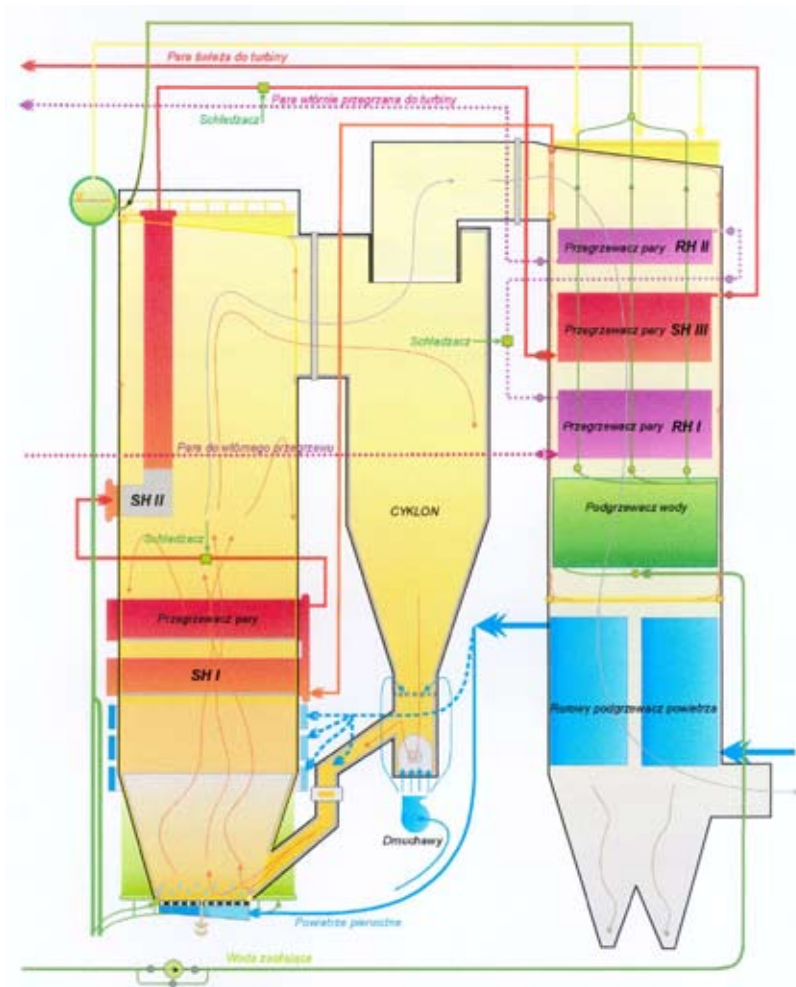 Para świeża do turbiny
Para wtórnie przegrzana do turbiny
Schładzacz
Przegrzewacz pary RH II
Przegrzewacz pary SH III
Schładzacz
Przegrzewacz pary RH I
Para do wtórnego przegrzewu
SH II
CYKLON
Podgrzewacz wody
Schładzacz
Przegrzewacz pary
SH I
Rurowy podgrzewacz powietrza
Dmuchawy
Powietrze pierwotne
Woda zasilająca